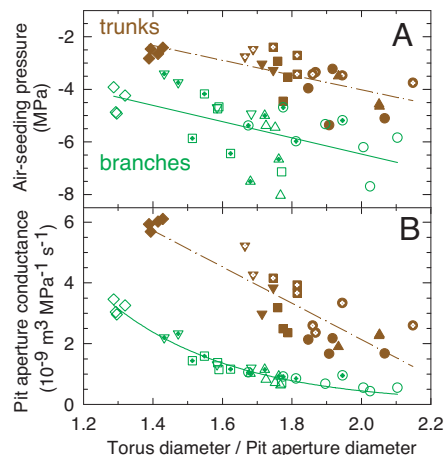 trunks
A
-2
-4
-6
-8
Air-seeding pressure
(MPa)
branches
B
6
4
2
0
Pit aperture conductance
(10⁻⁹ m³ MPa⁻¹ s⁻¹)
1.2 1.4 1.6 1.8 2.0 2.2
Torus diameter / Pit aperture diameter